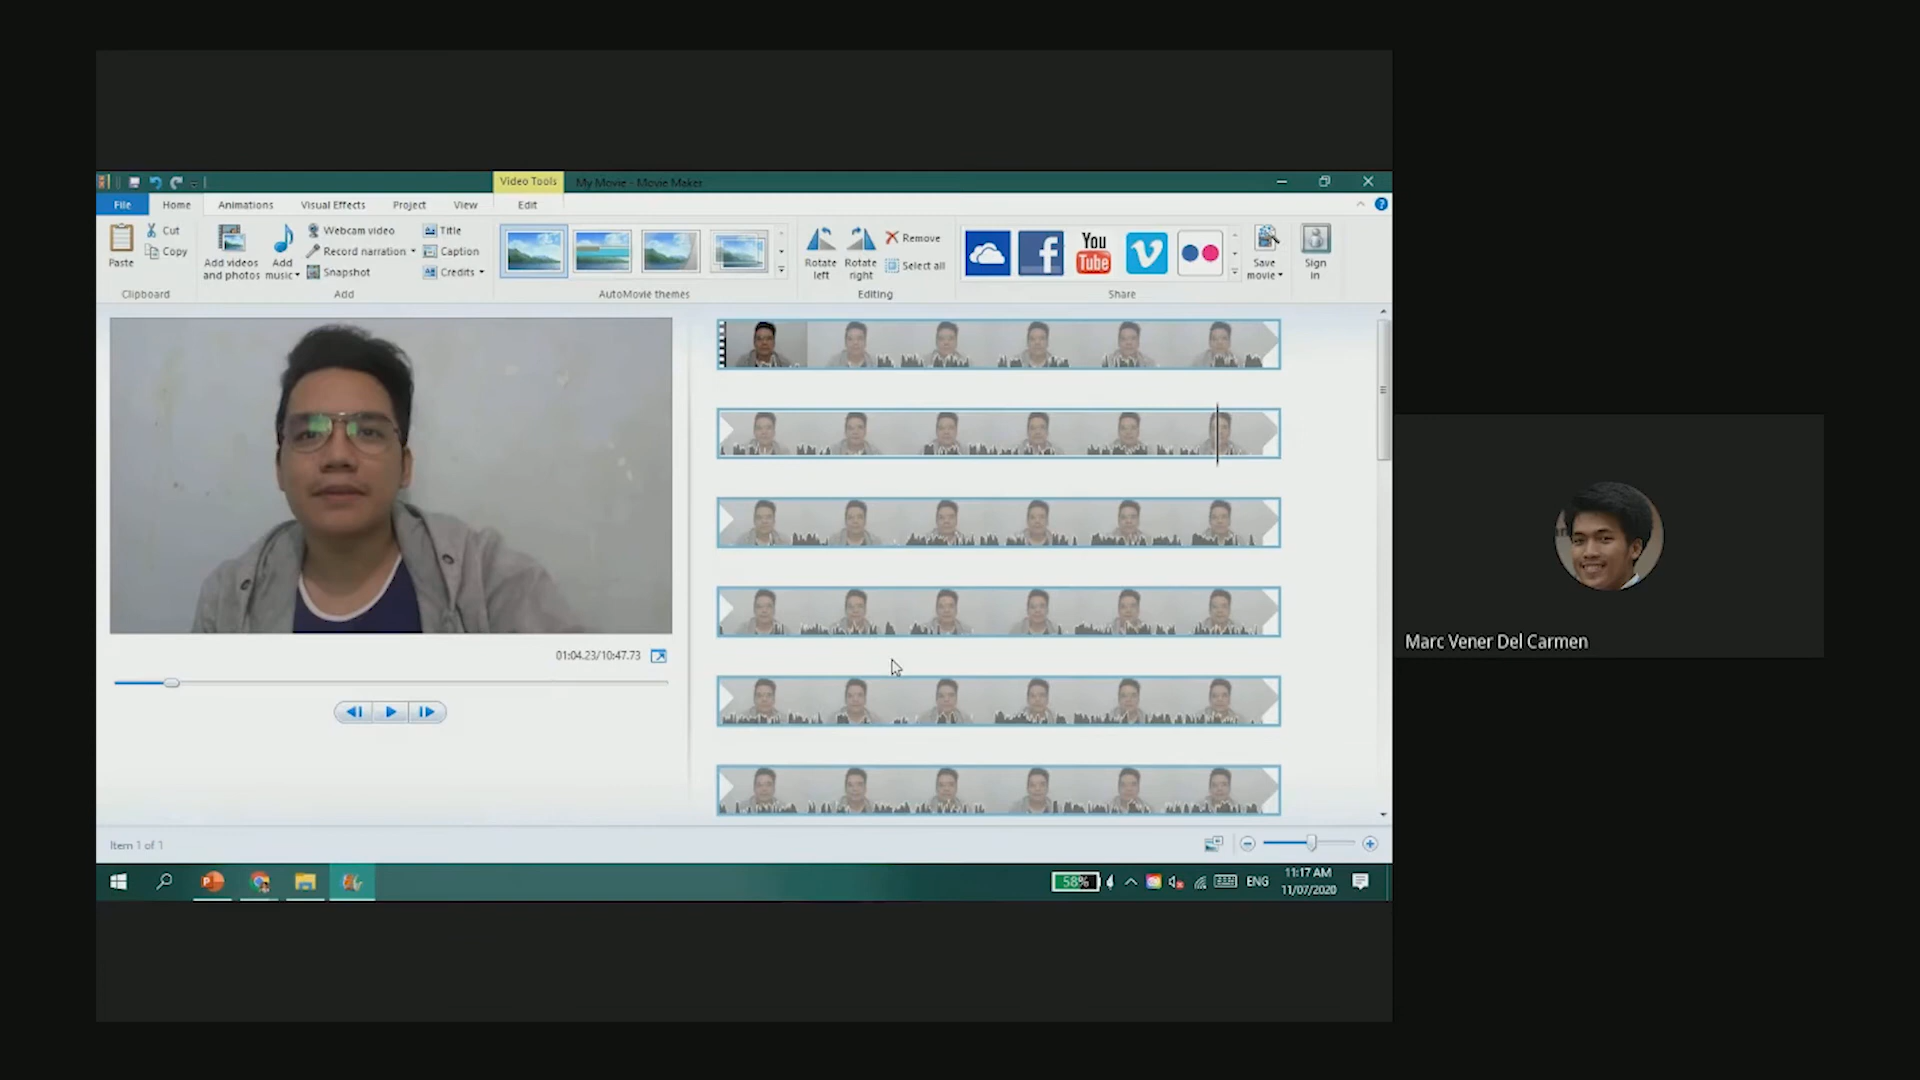 Video Tools
My Movie - Movie Maker
File Home Animations Visual Effects Project View Edit
Paste
Cut
Copy
Clipboard
Add videos
and photos
Add
music
Webcam video
Record narration
Snapshot
Title
Caption
Credits
Add
AutoMovie themes
Rotate
left
Rotate
right
Remove
Select all
Editing
You
Tube
Share
Save
movie
Sign
in
01:04.23/10:47.73
Marc Vener Del Carmen
Item 1 of 1
58%
ENG
11:17 AM
11/07/2020